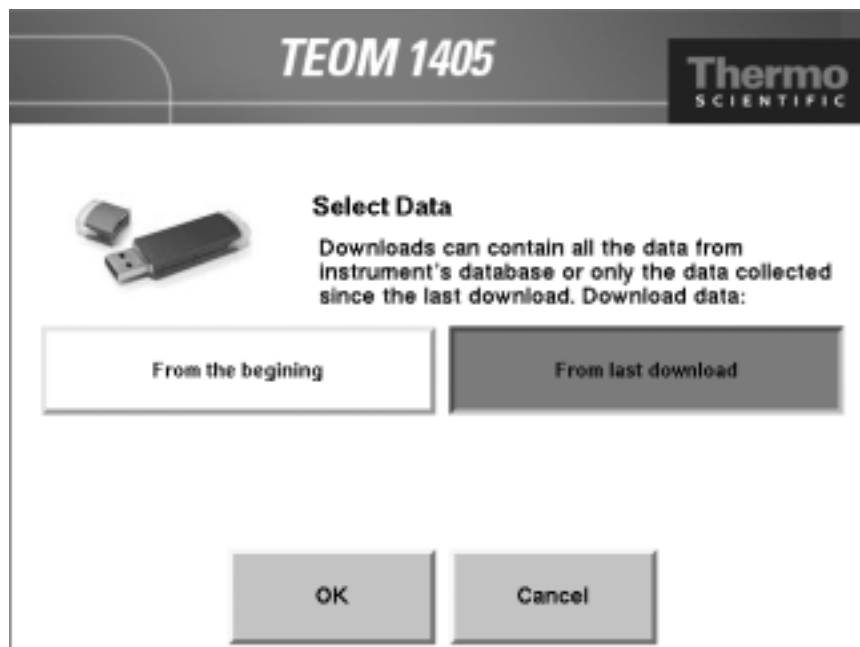 TEOM 1405
Thermo
SCIENTIFIC
Select Data
Downloads can contain all the data from
instrument's database or only the data collected
since the last download. Download data:
From the begining
From last download
OK
Cancel